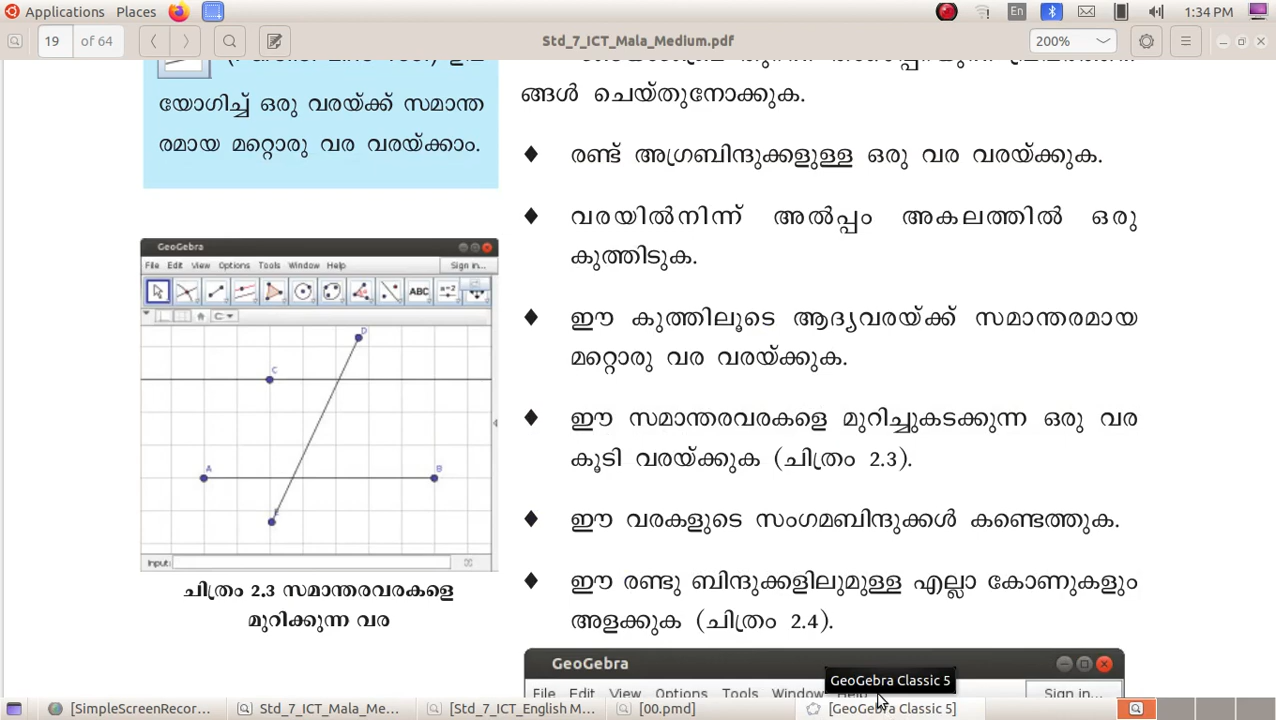 Applications Places En 1:34 PM
19 of 64 Std_7_ICT_Mala_Medium.pdf 200%
യോഗിച്ച് ഒരു വരയ്ക്ക് സമാന്ത
രമായ മറ്റൊരു വര വരയ്ക്കാം.
ങ്ങൾ ചെയ്തുനോക്കുക.
♦ രണ്ട് അഗ്രബിന്ദുക്കളുള്ള ഒരു വര വരയ്ക്കുക.
♦ വരയിൽനിന്ന് അൽപ്പം അകലത്തിൽ ഒരു
കുത്തിടുക.
♦ ഈ കുത്തിലൂടെ ആദ്യവരയ്ക്ക് സമാന്തരമായ
മറ്റൊരു വര വരയ്ക്കുക.
♦ ഈ സമാന്തരവരകളെ മുറിച്ചുകടക്കുന്ന ഒരു വര
കൂടി വരയ്ക്കുക (ചിത്രം 2.3).
♦ ഈ വരകളുടെ സംഗമബിന്ദുക്കൾ കണ്ടെത്തുക.
♦ ഈ രണ്ടു ബിന്ദുക്കളിലുമുള്ള എല്ലാ കോണുകളും
അളക്കുക (ചിത്രം 2.4).
GeoGebra
File Edit View Options Tools Window Help Sign in...
ABC a=2
D
C
A B
E
Input:
ചിത്രം 2.3 സമാന്തരവരകളെ
മുറിക്കുന്ന വര
GeoGebra
File Edit View Options Tools Window Help Sign in...
GeoGebra Classic 5
[SimpleScreenRecor... Std_7_ICT_Mala_Me... [Std_7_ICT_English M... [00.pmd] [GeoGebra Classic 5]